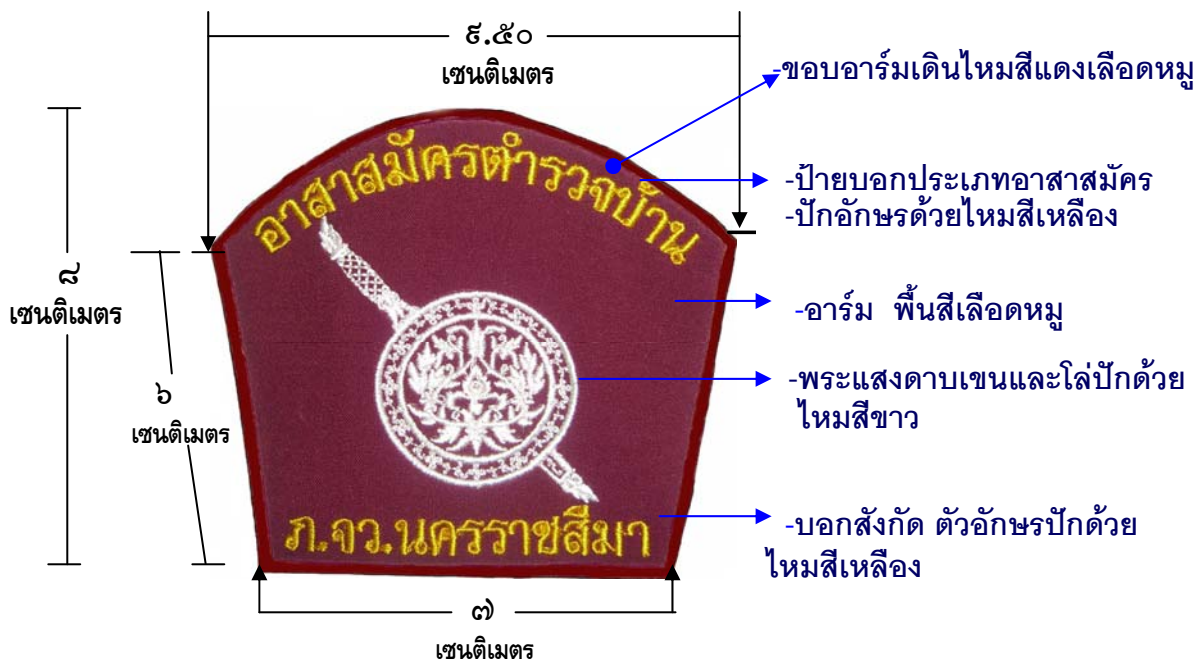 ๙.๕๐
เซนติเมตร
-ขอบอาร์มเดินไหมสีแดงเลือดหมู
อาสาสมัครตำรวจบ้าน
-ป้ายบอกประเภทอาสาสมัคร
-ปักอักษรด้วยไหมสีเหลือง
๘
เซนติเมตร
-อาร์ม พื้นสีเลือดหมู
๖
เซนติเมตร
-พระแสงดาบเขนและโล่ปักด้วย
ไหมสีขาว
ภ.จว.นครราชสีมา
-บอกสังกัด ตัวอักษรปักด้วย
ไหมสีเหลือง
๗
เซนติเมตร